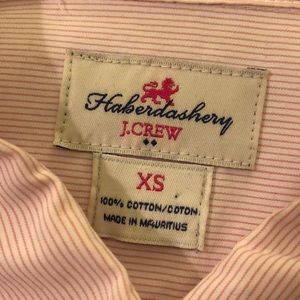 Haberdashery
J.CREW
XS
100% COTTON/COTON
MADE IN MAURITIUS